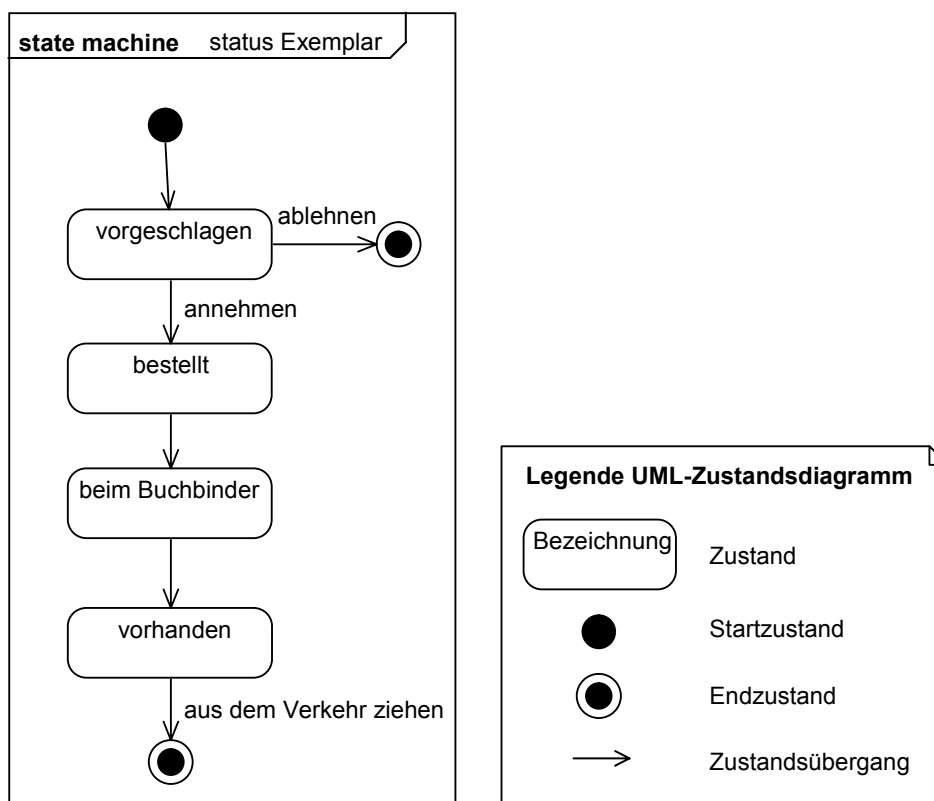 state machine status Exemplar
vorgeschlagen
ablehnen
annehmen
bestellt
beim Buchbinder
vorhanden
aus dem Verkehr ziehen
Legende UML-Zustandsdiagramm
Bezeichnung
Zustand
Startzustand
Endzustand
Zustandsübergang